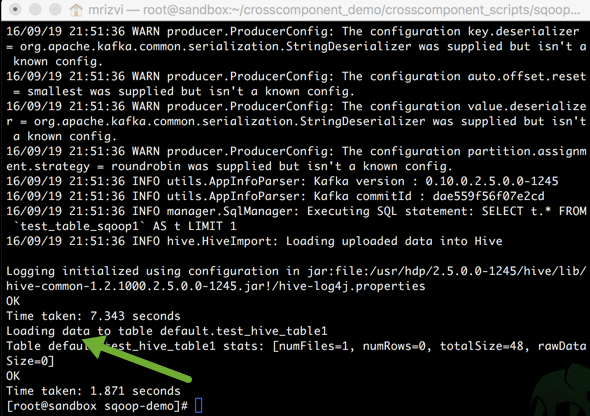 mrizvi — root@sandbox:~/crosscomponent_demo/crosscomponent_scripts/sqoop...
16/09/19 21:51:36 WARN producer.ProducerConfig: The configuration key.deserializer
= org.apache.kafka.common.serialization.StringDeserializer was supplied but isn't a
known config.
16/09/19 21:51:36 WARN producer.ProducerConfig: The configuration auto.offset.reset
= smallest was supplied but isn't a known config.
16/09/19 21:51:36 WARN producer.ProducerConfig: The configuration value.deserialize
r = org.apache.kafka.common.serialization.StringDeserializer was supplied but isn't
a known config.
16/09/19 21:51:36 WARN producer.ProducerConfig: The configuration partition.assignm
ent.strategy = roundrobin was supplied but isn't a known config.
16/09/19 21:51:36 INFO utils.AppInfoParser: Kafka version : 0.10.0.2.5.0.0-1245
16/09/19 21:51:36 INFO utils.AppInfoParser: Kafka commitId : dae559f56f07e2cd
16/09/19 21:51:36 INFO manager.SqlManager: Executing SQL statement: SELECT t.* FROM
`test_table_sqoop1` AS t LIMIT 1
16/09/19 21:51:36 INFO hive.HiveImport: Loading uploaded data into Hive
Logging initialized using configuration in jar:file:/usr/hdp/2.5.0.0-1245/hive/lib/
hive-common-1.2.1000.2.5.0.0-1245.jar!/hive-log4j.properties
OK
Time taken: 7.343 seconds
Loading data to table default.test_hive_table1
Table default.test_hive_table1 stats: [numFiles=1, numRows=0, totalSize=48, rawData
Size=0]
OK
Time taken: 1.871 seconds
[root@sandbox sqoop-demo]#